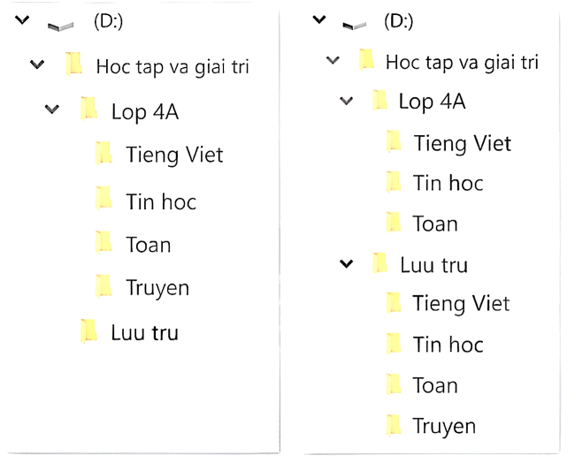 (D:)
Hoc tap va giai tri
Lop 4A
Tieng Viet
Tin hoc
Toan
Truyen
Luu tru
(D:)
Hoc tap va giai tri
Lop 4A
Tieng Viet
Tin hoc
Toan
Luu tru
Tieng Viet
Tin hoc
Toan
Truyen